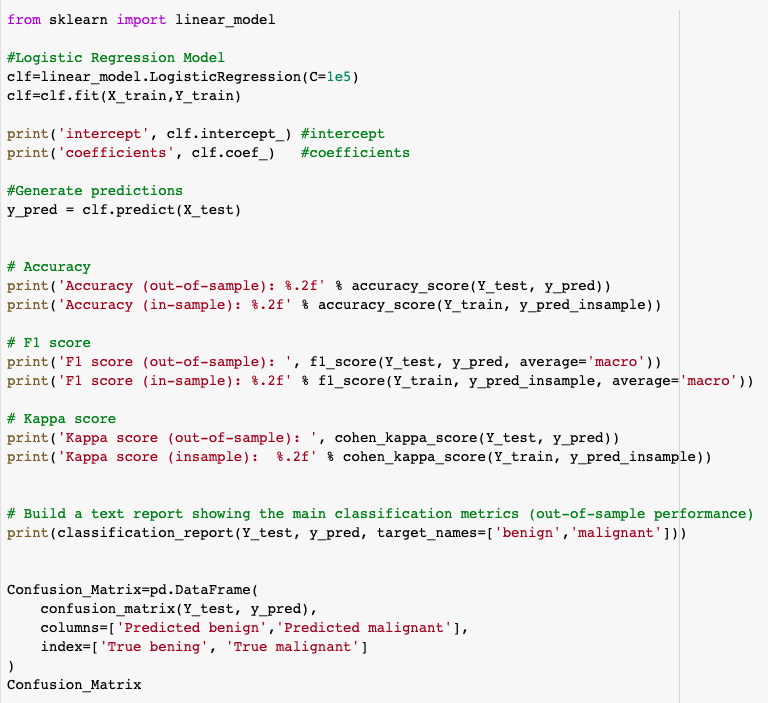 from sklearn import linear_model
#Logistic Regression Model
clf=linear_model.LogisticRegression(C=1e5)
clf=clf.fit(X_train,Y_train)
print('intercept', clf.intercept_) #intercept
print('coefficients', clf.coef_)   #coefficients
#Generate predictions
y_pred = clf.predict(X_test)
# Accuracy
print('Accuracy (out-of-sample): %.2f' % accuracy_score(Y_test, y_pred))
print('Accuracy (in-sample): %.2f' % accuracy_score(Y_train, y_pred_insample))
# F1 score
print('F1 score (out-of-sample): ', f1_score(Y_test, y_pred, average='macro'))
print('F1 score (in-sample): %.2f' % f1_score(Y_train, y_pred_insample, average='macro'))
# Kappa score
print('Kappa score (out-of-sample): ', cohen_kappa_score(Y_test, y_pred))
print('Kappa score (insample):  %.2f' % cohen_kappa_score(Y_train, y_pred_insample))
# Build a text report showing the main classification metrics (out-of-sample performance)
print(classification_report(Y_test, y_pred, target_names=['benign','malignant']))
Confusion_Matrix=pd.DataFrame(
    confusion_matrix(Y_test, y_pred),
    columns=['Predicted benign','Predicted malignant'],
    index=['True bening', 'True malignant']
)
Confusion_Matrix